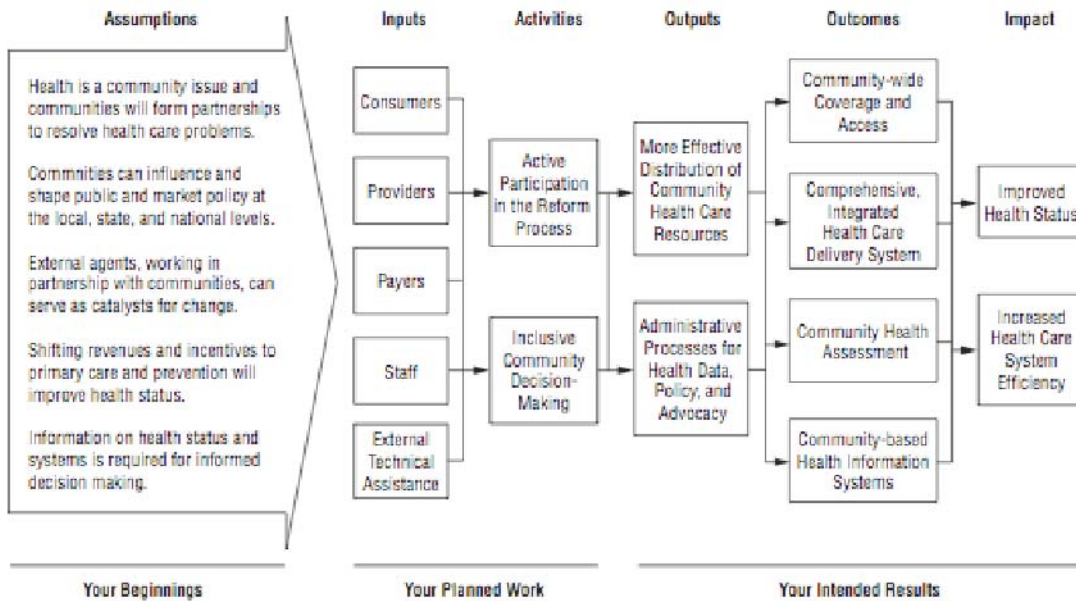 Assumptions
Inputs
Activities
Outputs
Outcomes
Impact
Health is a community issue and
communities will form partnerships
to resolve health care problems.
Commnities can influence and
shape public and market policy at
the local, state, and national levels.
External agents, working in
partnership with communities, can
serve as catalysts for change.
Shifting revenues and incentives to
primary care and prevention will
improve health status.
Information on health status and
systems is required for informed
decision making.
Consumers
Providers
Payers
Staff
External
Technical
Assistance
Active
Participation
in the Reform
Process
Inclusive
Community
Decision-
Making
More Effective
Distribution of
Community
Health Care
Resources
Administrative
Processes for
Health Data,
Policy, and
Advocacy
Community-wide
Coverage and
Access
Comprehensive,
Integrated
Health Care
Delivery System
Community Health
Assessment
Community-based
Health Information
Systems
Improved
Health Status
Increased
Health Care
System
Efficiency
Your Beginnings
Your Planned Work
Your Intended Results